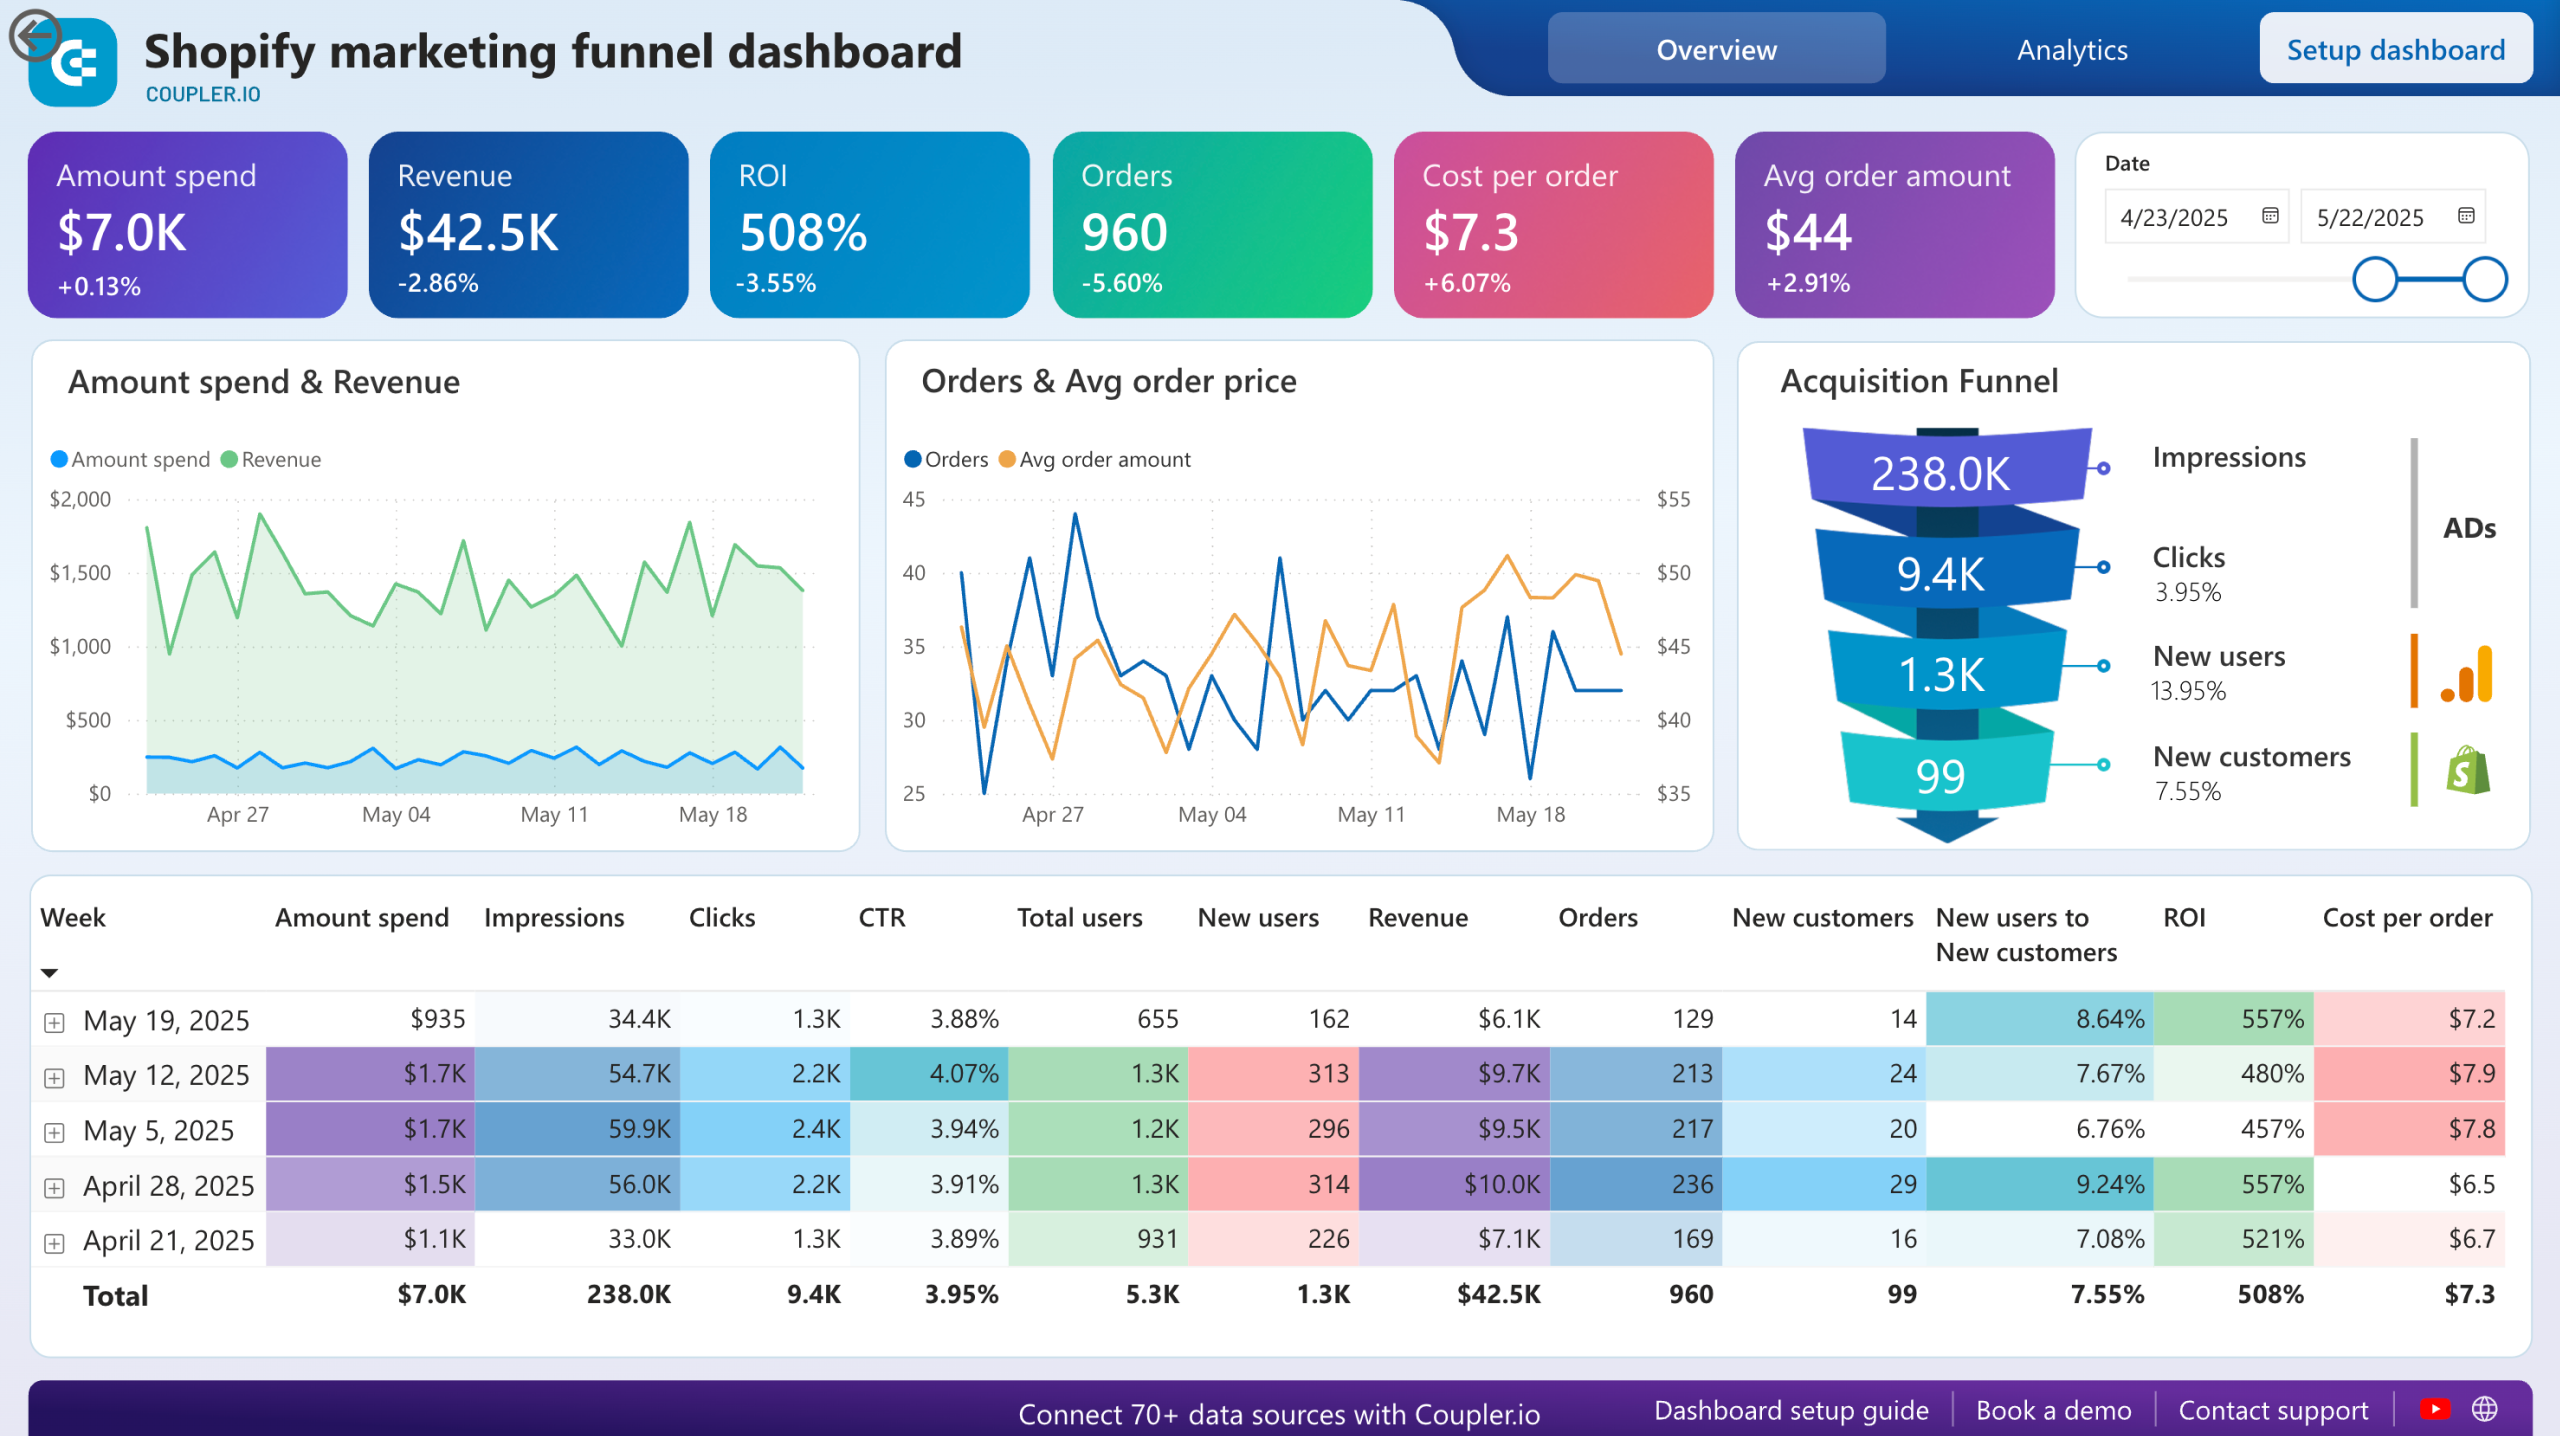 Shopify marketing funnel dashboard
COUPLER.IO
Overview
Analytics
Setup dashboard
Amount spend
$7.0K
+0.13%
Revenue
$42.5K
-2.86%
ROI
508%
-3.55%
Orders
960
-5.60%
Cost per order
$7.3
+6.07%
Avg order amount
$44
+2.91%
Date
4/23/2025 5/22/2025
Amount spend & Revenue
Amount spend Revenue
$2,000
$1,500
$1,000
$500
$0
Apr 27 May 04 May 11 May 18
Orders & Avg order price
Orders Avg order amount
45 $55
40 $50
35 $45
30 $40
25 $35
Apr 27 May 04 May 11 May 18
Acquisition Funnel
238.0K Impressions
ADs
9.4K Clicks
3.95%
1.3K New users
13.95%
99 New customers
7.55%
Week Amount spend Impressions Clicks CTR Total users New users Revenue Orders New customers New users to New customers ROI Cost per order
May 19, 2025 $935 34.4K 1.3K 3.88% 655 162 $6.1K 129 14 8.64% 557% $7.2
May 12, 2025 $1.7K 54.7K 2.2K 4.07% 1.3K 313 $9.7K 213 24 7.67% 480% $7.9
May 5, 2025 $1.7K 59.9K 2.4K 3.94% 1.2K 296 $9.5K 217 20 6.76% 457% $7.8
April 28, 2025 $1.5K 56.0K 2.2K 3.91% 1.3K 314 $10.0K 236 29 9.24% 557% $6.5
April 21, 2025 $1.1K 33.0K 1.3K 3.89% 931 226 $7.1K 169 16 7.08% 521% $6.7
Total $7.0K 238.0K 9.4K 3.95% 5.3K 1.3K $42.5K 960 99 7.55% 508% $7.3
Connect 70+ data sources with Coupler.io
Dashboard setup guide
Book a demo
Contact support